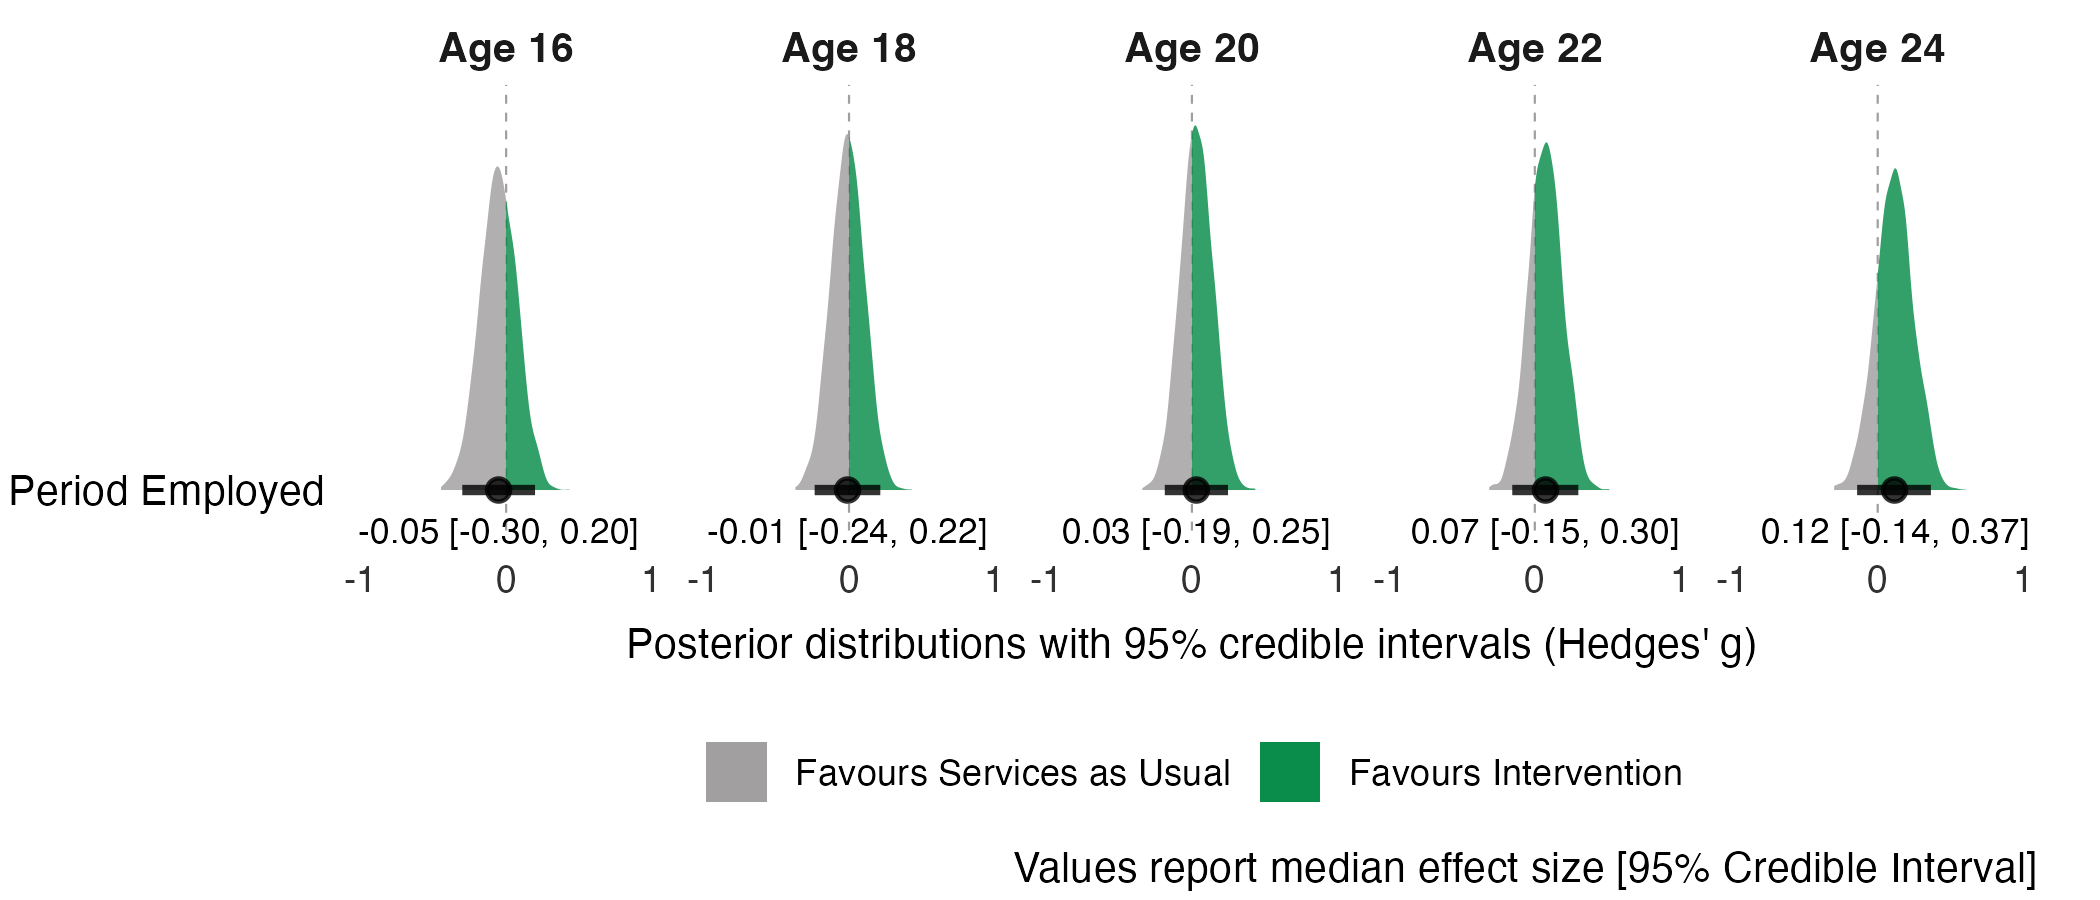 Age 16 Age 18 Age 20 Age 22 Age 24
Period Employed
-0.05 [-0.30, 0.20] -0.01 [-0.24, 0.22] 0.03 [-0.19, 0.25] 0.07 [-0.15, 0.30] 0.12 [-0.14, 0.37]
-1 0 1 -1 0 1 -1 0 1 -1 0 1 -1 0 1
Posterior distributions with 95% credible intervals (Hedges' g)
Favours Services as Usual Favours Intervention
Values report median effect size [95% Credible Interval]